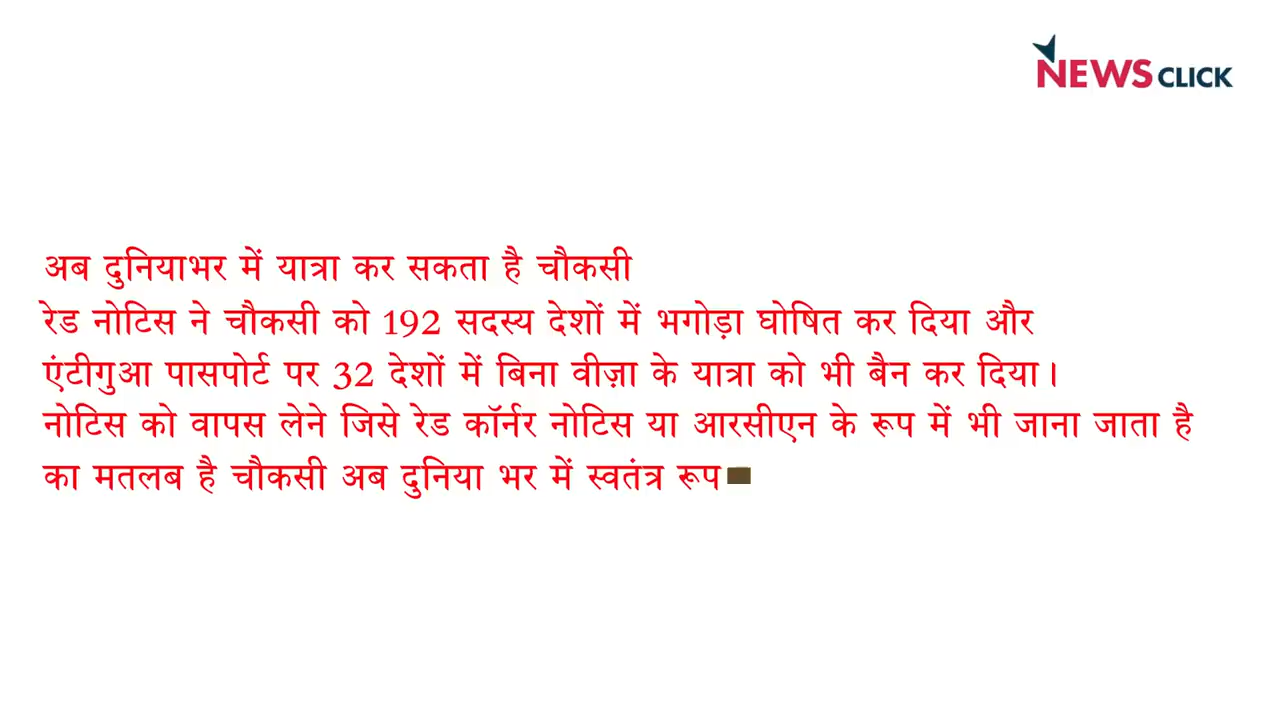 NEWS CLICK
अब दुनियाभर में यात्रा कर सकता है चौकसी
रेड नोटिस ने चौकसी को 192 सदस्य देशों में भगोड़ा घोषित कर दिया और
एंटीगुआ पासपोर्ट पर 32 देशों में बिना वीज़ा के यात्रा को भी बैन कर दिया।
नोटिस को वापस लेने जिसे रेड कॉर्नर नोटिस या आरसीएन के रूप में भी जाना जाता है
का मतलब है चौकसी अब दुनिया भर में स्वतंत्र रूप